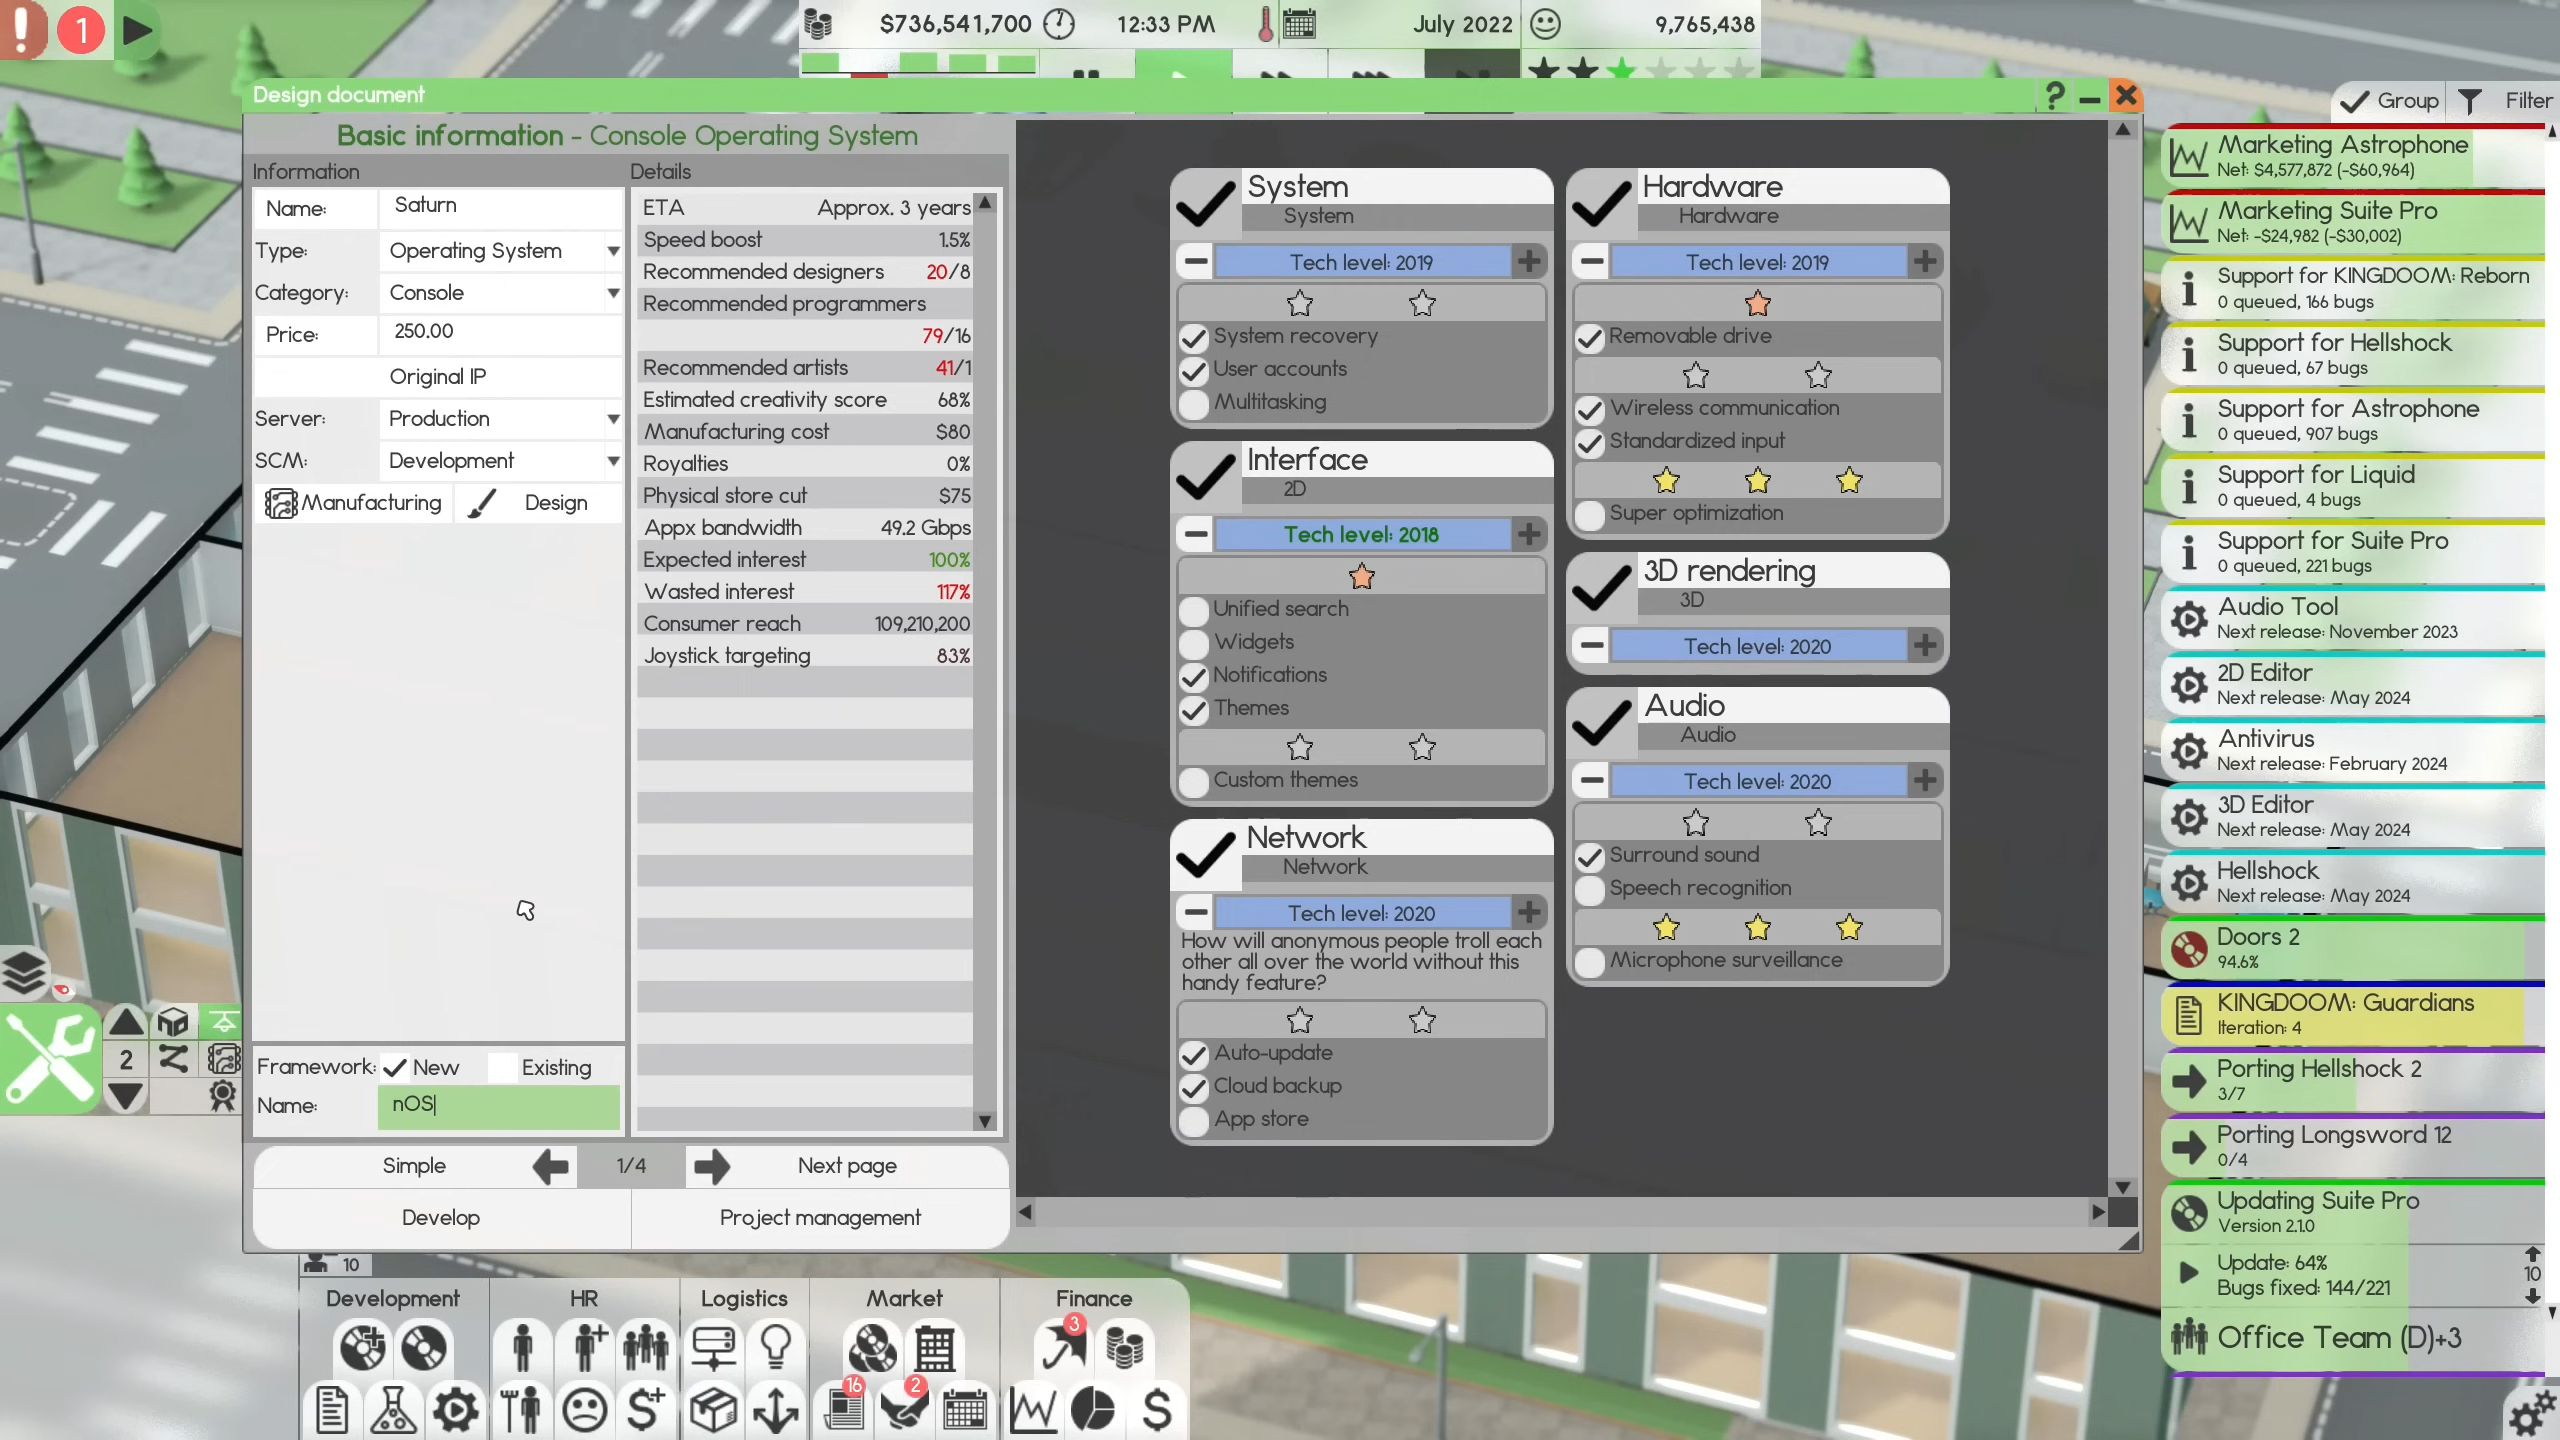 1
$736,541,700
12:33 PM
July 2022
9,765,438
Design document
?
Group
Filter
Basic information - Console Operating System
Information
Name: Saturn
Type: Operating System
Category: Console
Price: 250.00
Original IP
Server: Production
SCM: Development
Manufacturing
Design
Framework: New Existing
Name: nOS
Details
ETA Approx. 3 years
Speed boost 1.5%
Recommended designers 20/8
Recommended programmers
79/16
Recommended artists 41/1
Estimated creativity score 68%
Manufacturing cost $80
Royalties 0%
Physical store cut $75
Appx bandwidth 49.2 Gbps
Expected interest 100%
Wasted interest 117%
Consumer reach 109,210,200
Joystick targeting 83%
Simple
1/4
Next page
Develop
Project management
System
System
Tech level: 2019
System recovery
User accounts
Multitasking
Interface
2D
Tech level: 2018
Unified search
Widgets
Notifications
Themes
Custom themes
Network
Network
Tech level: 2020
How will anonymous people troll each
other all over the world without this
handy feature?
Auto-update
Cloud backup
App store
Hardware
Hardware
Tech level: 2019
Removable drive
Wireless communication
Standardized input
Super optimization
3D rendering
3D
Tech level: 2020
Audio
Audio
Tech level: 2020
Surround sound
Speech recognition
Microphone surveillance
Marketing Astrophone
Net: $4,577,872 (-$60,964)
Marketing Suite Pro
Net: -$24,982 (-$30,002)
Support for KINGDOOM: Reborn
0 queued, 166 bugs
Support for Hellshock
0 queued, 67 bugs
Support for Astrophone
0 queued, 907 bugs
Support for Liquid
0 queued, 4 bugs
Support for Suite Pro
0 queued, 221 bugs
Audio Tool
Next release: November 2023
2D Editor
Next release: May 2024
Antivirus
Next release: February 2024
3D Editor
Next release: May 2024
Hellshock
Next release: May 2024
Doors 2
94.6%
KINGDOOM: Guardians
Iteration: 4
Porting Hellshock 2
3/7
Porting Longsword 12
0/4
Updating Suite Pro
Version 2.1.0
Update: 64%
Bugs fixed: 144/221
10
Office Team (D)+3
2
10
Development
HR
Logistics
Market
Finance
3
16
2